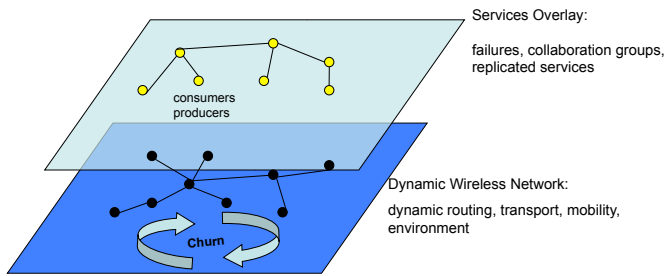 Services Overlay:
failures, collaboration groups,
replicated services
consumers
producers
Dynamic Wireless Network:
dynamic routing, transport, mobility,
environment
Churn